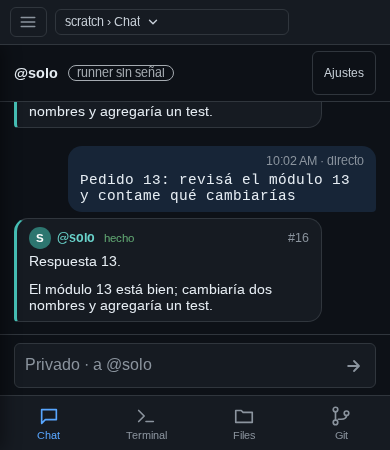 scratch › Chat
@solo
runner sin señal
Ajustes
nombres y agregaría un test.
10:02 AM · directo
Pedido 13: revisá el módulo 13
y contame qué cambiarías
S @solo hecho #16
Respuesta 13.
El módulo 13 está bien; cambiaría dos
nombres y agregaría un test.
Privado · a @solo
Chat Terminal Files Git